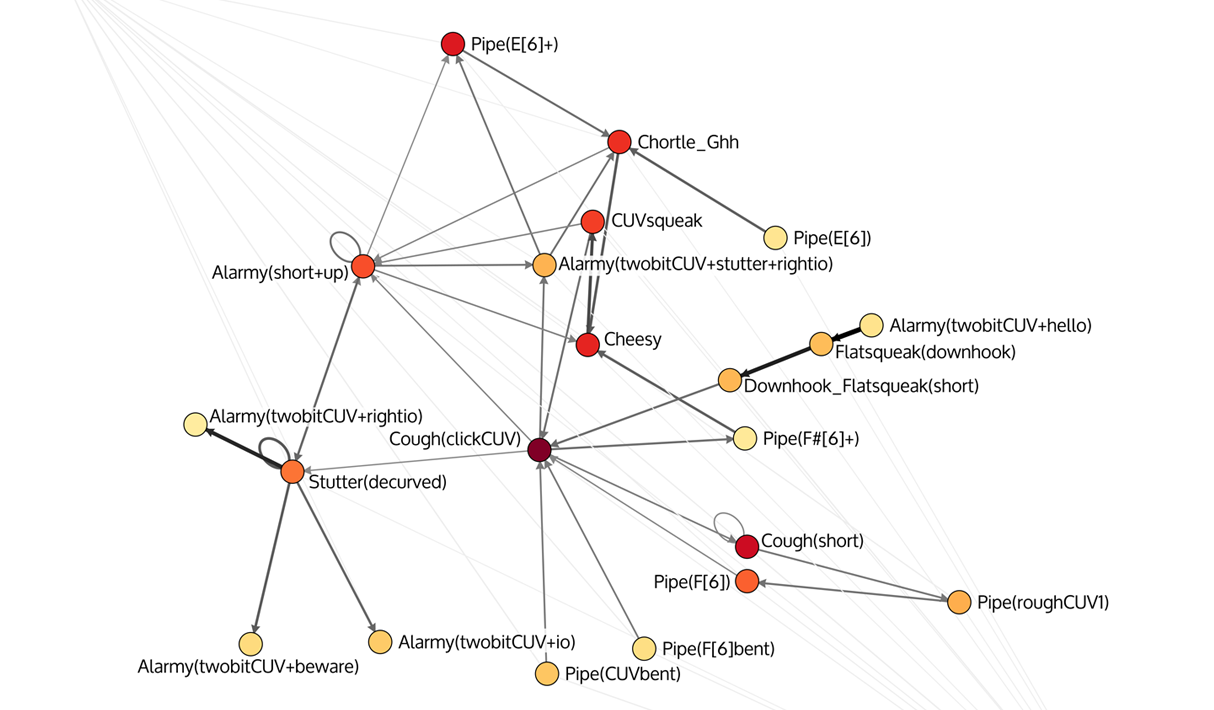 Pipe(E[6]+)
Chortle_Ghh
CUVsqueak
Pipe(E[6])
Alarmy(short+up)
Alarmy(twobitCUV+stutter+rightio)
Alarmy(twobitCUV+hello)
Cheesy
Flatsqueak(downhook)
Downhook_Flatsqueak(short)
Alarmy(twobitCUV+rightio)
Cough(clickCUV)
Pipe(F#[6]+)
Stutter(decurved)
Cough(short)
Pipe(F[6])
Pipe(roughCUV1)
Alarmy(twobitCUV+io)
Pipe(F[6]bent)
Alarmy(twobitCUV+beware)
Pipe(CUVbent)